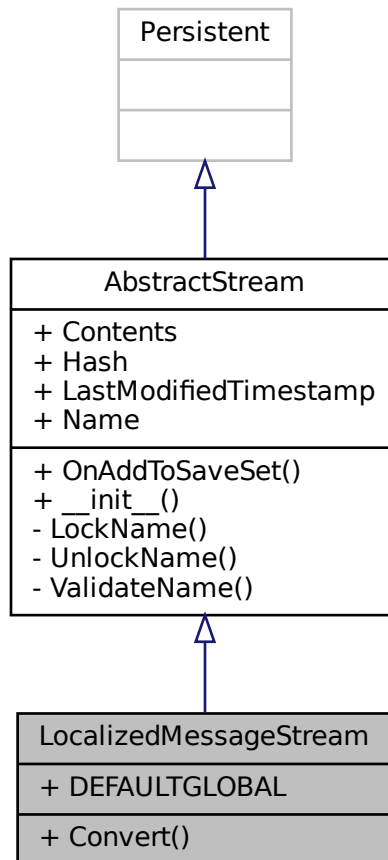 Persistent
AbstractStream
+ Contents
+ Hash
+ LastModifiedTimestamp
+ Name
+ OnAddToSaveSet()
+ __init__()
- LockName()
- UnlockName()
- ValidateName()
LocalizedMessageStream
+ DEFAULTGLOBAL
+ Convert()